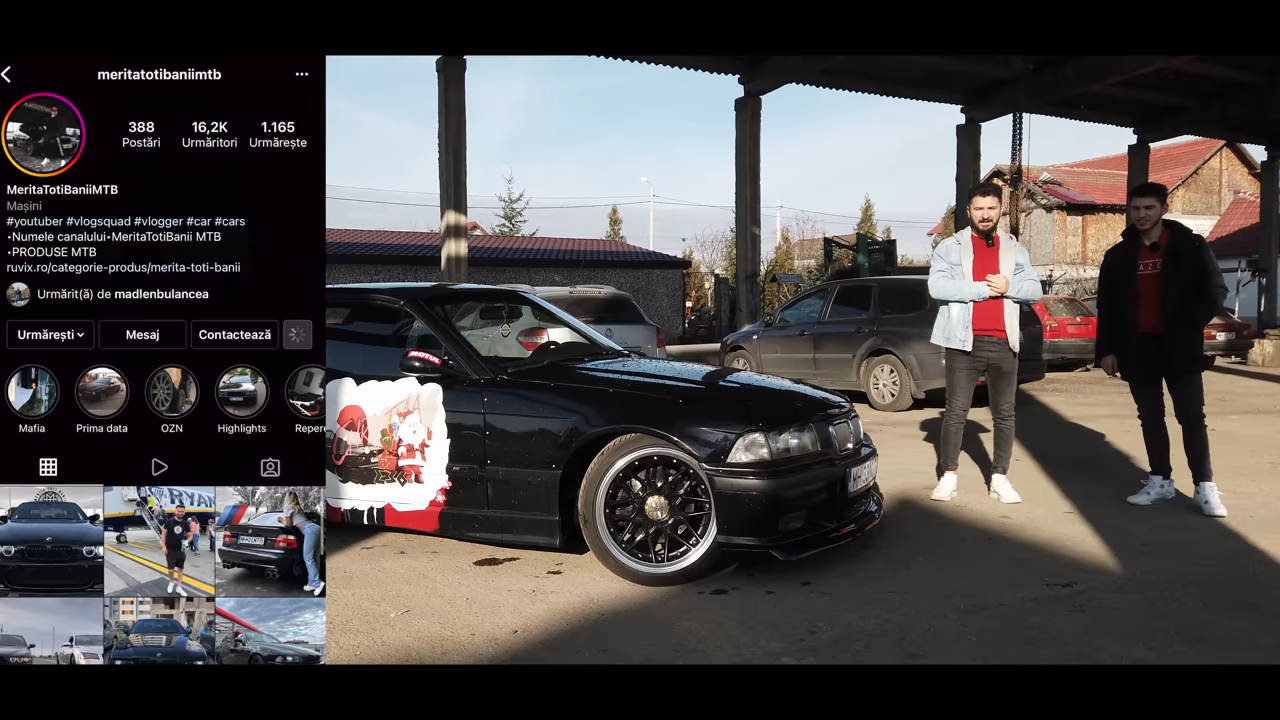 meritatotibaniimtb
388
16,2K
1.165
Postări
Urmăritori
Urmărește
MeritaTotiBaniiMTB
Mașini
#youtuber #vlogsquad #vlogger #car #cars
•Numele canalului•MeritaTotiBanii MTB
•PRODUSE MTB
ruvix.ro/categorie-produs/merita-toti-banii
Urmărit(ă) de madlenbulancea
Urmărești
Mesaj
Contactează
Mafia
Prima data
OZN
Highlights
Repere
RYAN
MOTUL